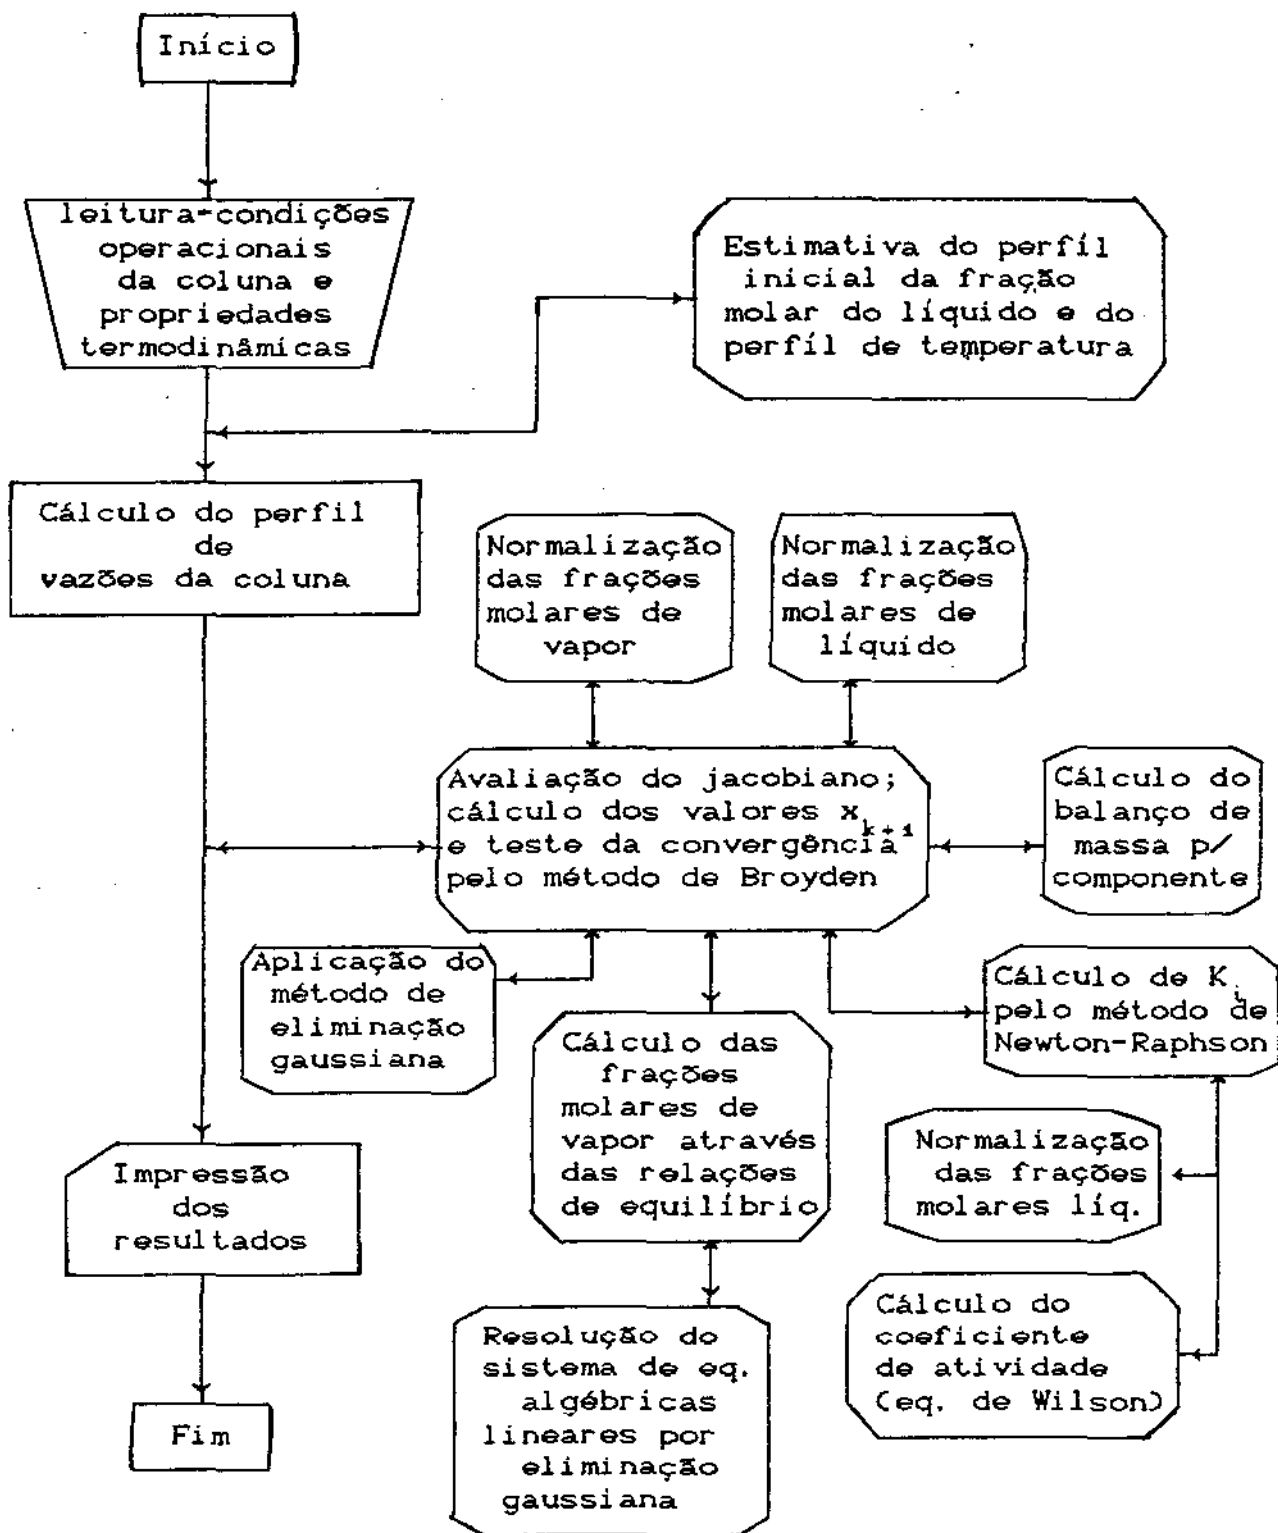 Início
leitura-condições
operacionais
da coluna e
propriedades
termodinâmicas
Estimativa do perfíl
inicial da fração
molar do líquido e do
perfíl de temperatura
Cálculo do perfil
de
vazões da coluna
Normalização
das frações
molares de
vapor
Normalização
das frações
molares de
líquido
Avaliação do jacobiano;
cálculo dos valores x k+1
e teste da convergência
pelo método de Broyden
Cálculo do
balanço de
massa p/
componente
Aplicação do
método de
eliminação
gaussiana
Cálculo das
frações
molares de
vapor através
das relações
de equilíbrio
Cálculo de K i
pelo método de
Newton-Raphson
Normalização
das frações
molares líq.
Impressão
dos
resultados
Cálculo do
coeficiente
de atividade
(eq. de Wilson)
Resolução do
sistema de eq.
algébricas
lineares por
eliminação
gaussiana
Fim